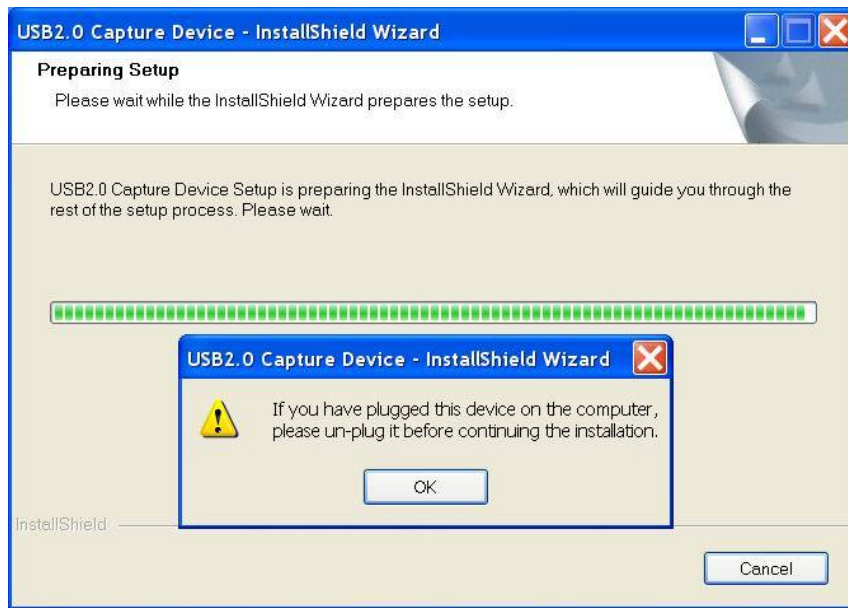 USB2.0 Capture Device - InstallShield Wizard
Preparing Setup
Please wait while the InstallShield Wizard prepares the setup.
USB2.0 Capture Device Setup is preparing the InstallShield Wizard, which will guide you through the
rest of the setup process. Please wait.
USB2.0 Capture Device - InstallShield Wizard
If you have plugged this device on the computer,
please un-plug it before continuing the installation.
OK
InstallShield
Cancel